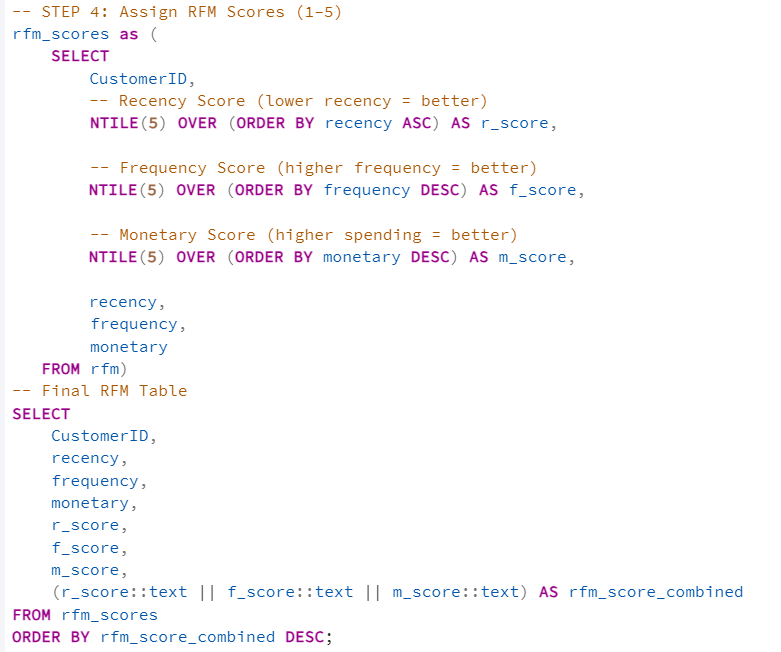 -- STEP 4: Assign RFM Scores (1-5)
rfm_scores as (
    SELECT
        CustomerID,
        -- Recency Score (lower recency = better)
        NTILE(5) OVER (ORDER BY recency ASC) AS r_score,

        -- Frequency Score (higher frequency = better)
        NTILE(5) OVER (ORDER BY frequency DESC) AS f_score,

        -- Monetary Score (higher spending = better)
        NTILE(5) OVER (ORDER BY monetary DESC) AS m_score,

        recency,
        frequency,
        monetary
   FROM rfm)
-- Final RFM Table
SELECT
    CustomerID,
    recency,
    frequency,
    monetary,
    r_score,
    f_score,
    m_score,
    (r_score::text || f_score::text || m_score::text) AS rfm_score_combined
FROM rfm_scores
ORDER BY rfm_score_combined DESC;